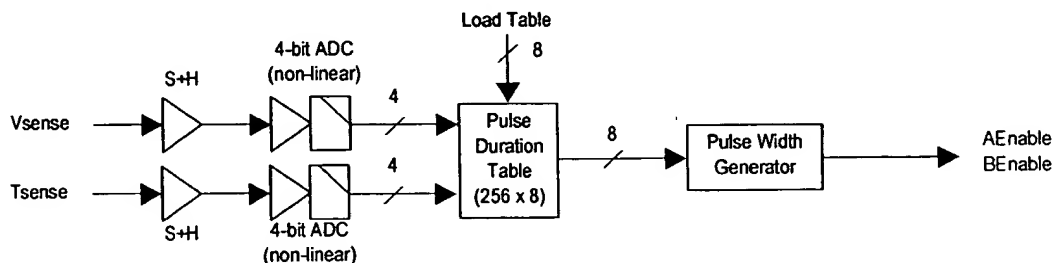 Load Table
8
4-bit ADC
(non-linear)
S+H
4
Vsense
Pulse
Duration
Table
(256 x 8)
8
Pulse Width
Generator
AEnable
BEnable
Tsense
4
S+H
4-bit ADC
(non-linear)